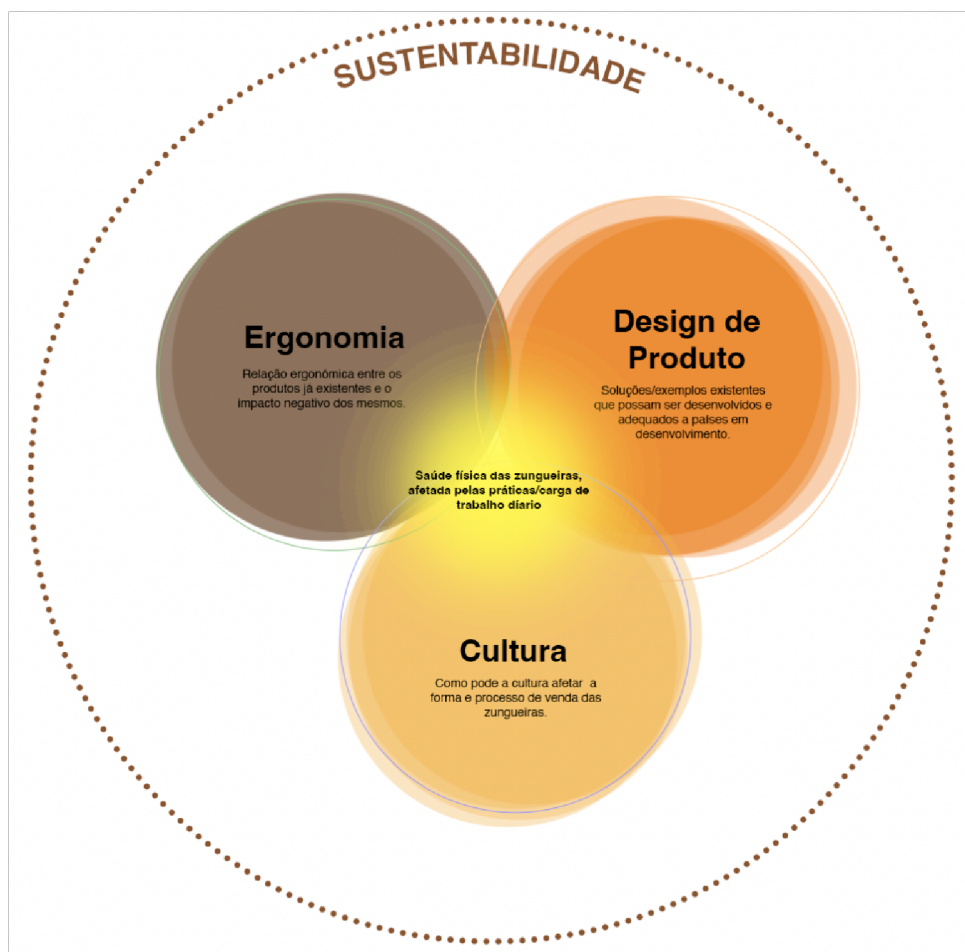 SUSTENTABILIDADE
Ergonomia
Relação ergonómica entre os
produtos já existentes e o
impacto negativo dos mesmos.
Design de
Produto
Soluções/exemplos existentes
que possam ser desenvolvidos e
adequados a países em
desenvolvimento.
Saúde física das zungueiras,
afetada pelas práticas/carga de
trabalho diario
Cultura
Como pode a cultura afetar a
forma e processo de venda das
zungueiras.